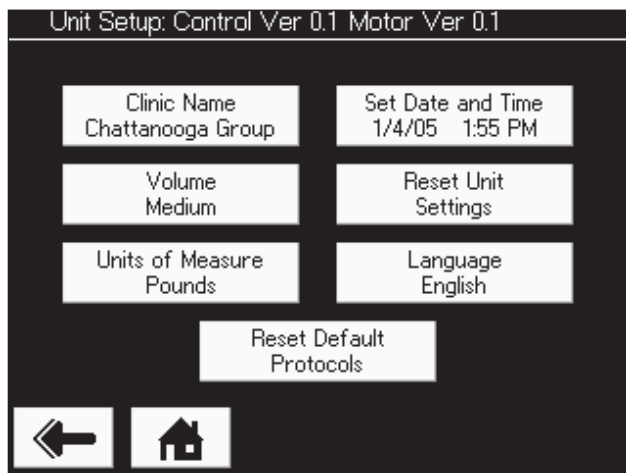 Unit Setup: Control Ver 0.1 Motor Ver 0.1
Clinic Name
Chattanooga Group
Set Date and Time
1/4/05 1:55 PM
Volume
Medium
Reset Unit
Settings
Units of Measure
Pounds
Language
English
Reset Default
Protocols